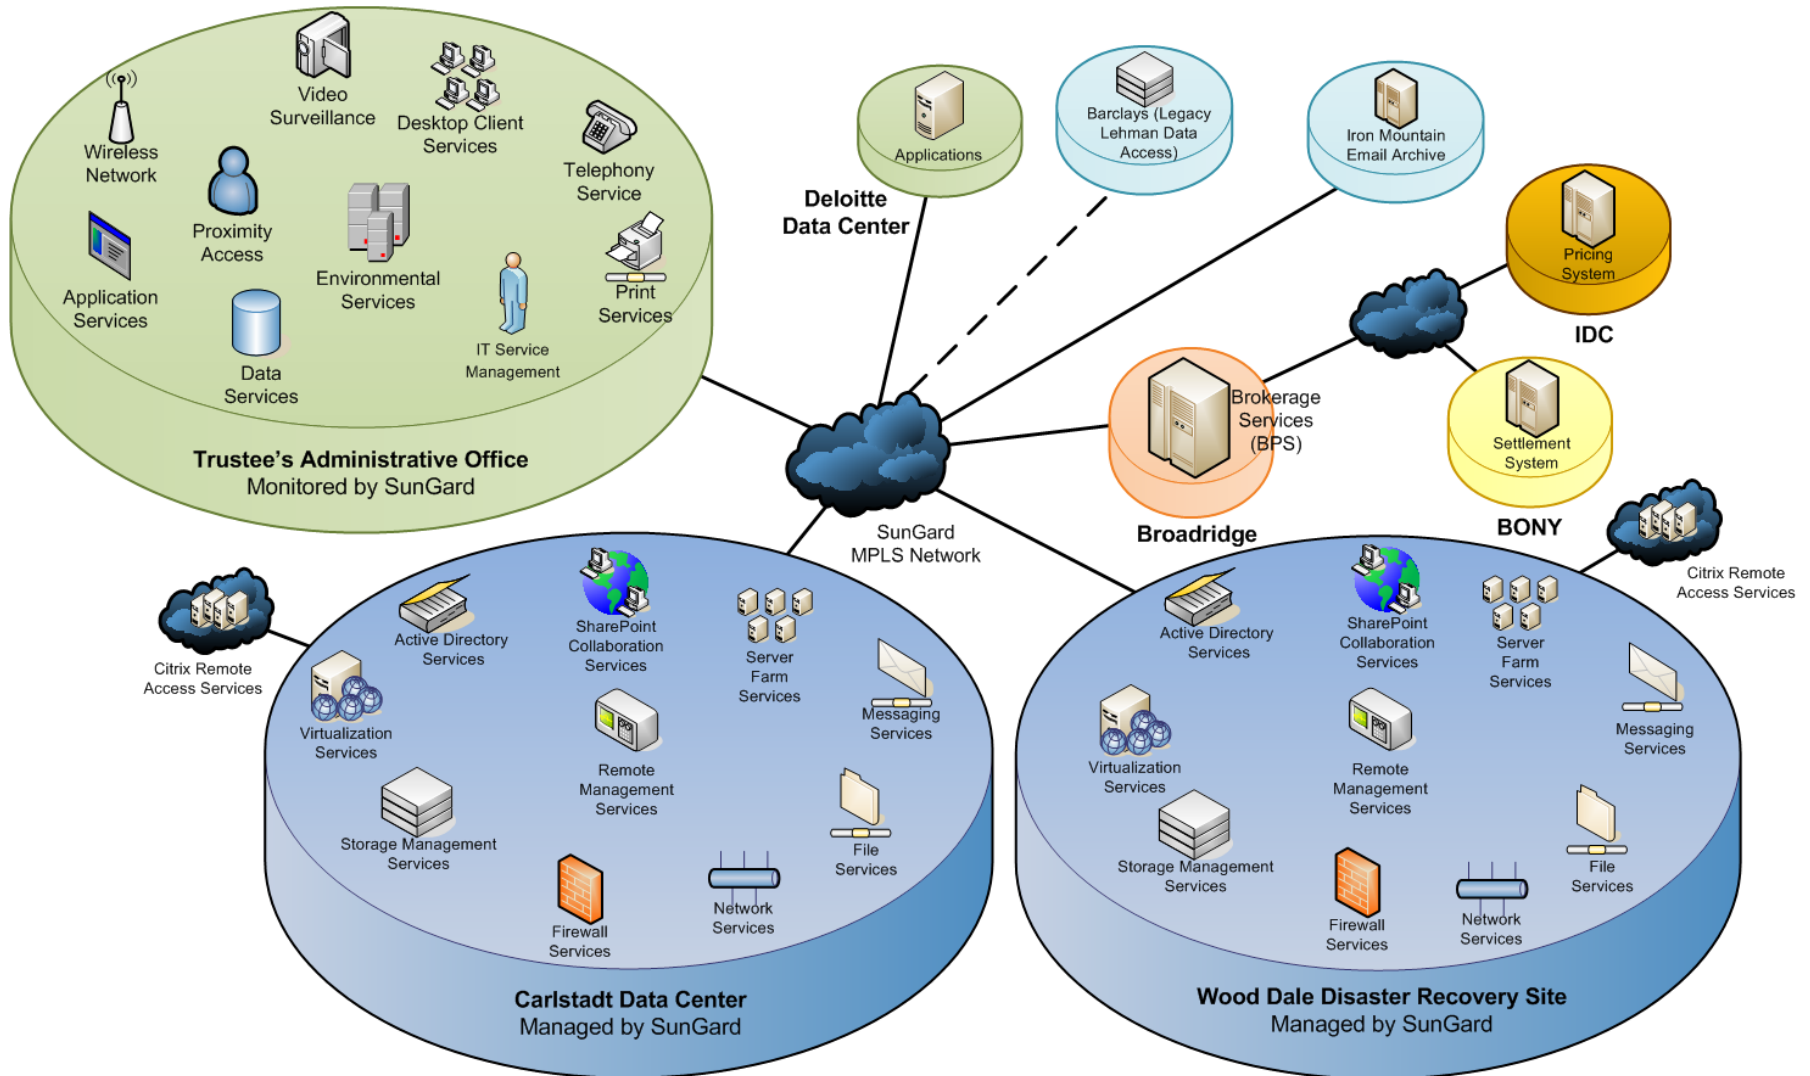 Video
Surveillance
Desktop Client
Services
Wireless
Network
Telephony
Service
Proximity
Access
Environmental
Services
Application
Services
Print
Services
IT Service
Management
Data
Services
Trustee's Administrative Office
Monitored by SunGard
Applications
Deloitte
Data Center
Barclays (Legacy
Lehman Data
Access)
Iron Mountain
Email Archive
Pricing
System
IDC
Brokerage
Services
(BPS)
Broadridge
Settlement
System
BONY
SunGard
MPLS Network
Citrix Remote
Access Services
Citrix Remote
Access Services
Active Directory
Services
SharePoint
Collaboration
Services
Server
Farm
Services
Messaging
Services
Virtualization
Services
Remote
Management
Services
Storage Management
Services
File
Services
Firewall
Services
Network
Services
Carlstadt Data Center
Managed by SunGard
Active Directory
Services
SharePoint
Collaboration
Services
Server
Farm
Services
Messaging
Services
Virtualization
Services
Remote
Management
Services
Storage Management
Services
File
Services
Firewall
Services
Network
Services
Wood Dale Disaster Recovery Site
Managed by SunGard